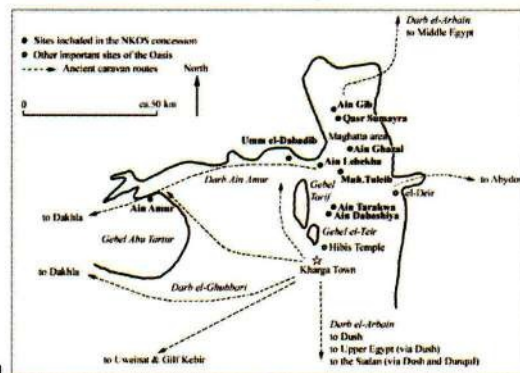 Darb el-Arbain
to Middle Egypt
Sites included in the NKOS concession
Other important sites of the Oasis
Ancient caravan routes
North
0 ca.50 km
Ain Gib
Qasr Sumayra
Maghatta area
Umm el-Dabadib
Ain Ghazal
Ain Lebekha
Muh.Tuleib
to Abydos
el-Deir
Darb Ain Amur
Gebel
Tarif
to Dakhla
Ain Amur
Ain Tarakwa
Ain Dabashiya
Gebel Abu Tartur
Gebel el-Teir
Hibis Temple
to Dakhla
Kharga Town
Darb el-Ghubbari
Darb el-Arbain
to Dush
to Upper Egypt (via Dush)
to the Sudan (via Dush and Dunqul)
to the Uweinat & Gilf Kebir